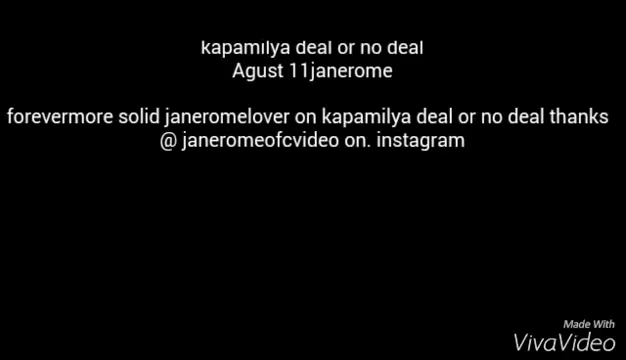 kapamilya deal or no deal
Agust 11janerome
forevermore solid janeromelover on kapamilya deal or no deal thanks
@ janeromeofcvideo on. instagram
Made With
VivaVideo